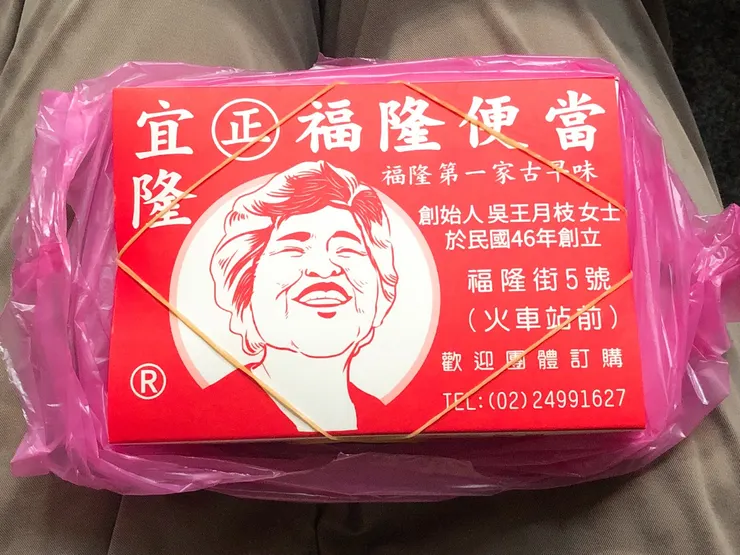 宜隆
正 福隆便當
福隆第一家古早味
創始人吳王月枝女士
於民國46年創立
福隆街5號
(火車站前)
歡迎團體訂購
TEL:(02)24991627
®